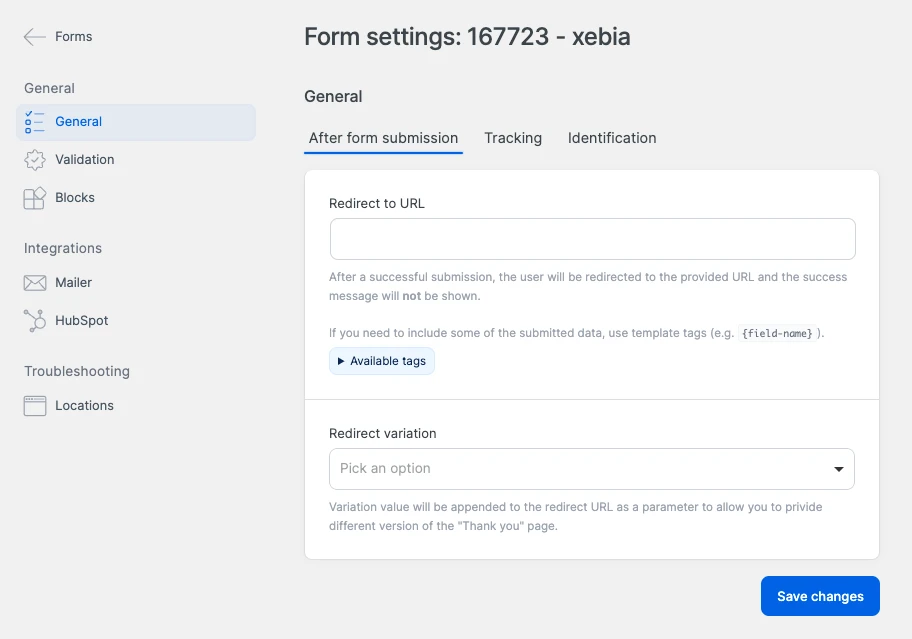 Forms
General
General
Validation
Blocks
Integrations
Mailer
HubSpot
Troubleshooting
Locations
Form settings: 167723 - xebia
General
After form submission Tracking Identification
Redirect to URL
After a successful submission, the user will be redirected to the provided URL and the success
message will not be shown.
If you need to include some of the submitted data, use template tags (e.g. {field-name} ).
Available tags
Redirect variation
Pick an option
Variation value will be appended to the redirect URL as a parameter to allow you to privide
different version of the "Thank you" page.
Save changes